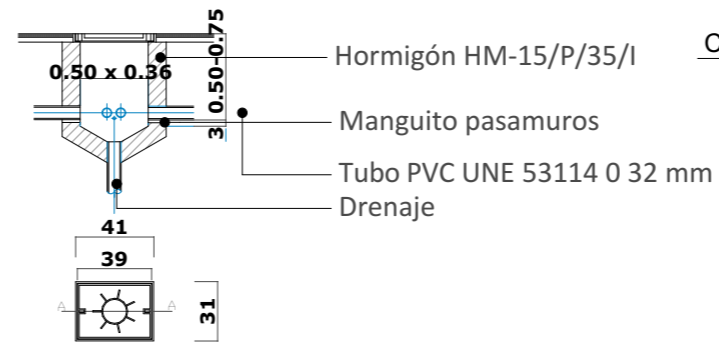 0.50-0.75
Hormigón HM-15/P/35/I
0.50 x 0.36
3
Manguito pasamuros
Tubo PVC UNE 53114 0 32 mm
Drenaje
41
39
A
A
31